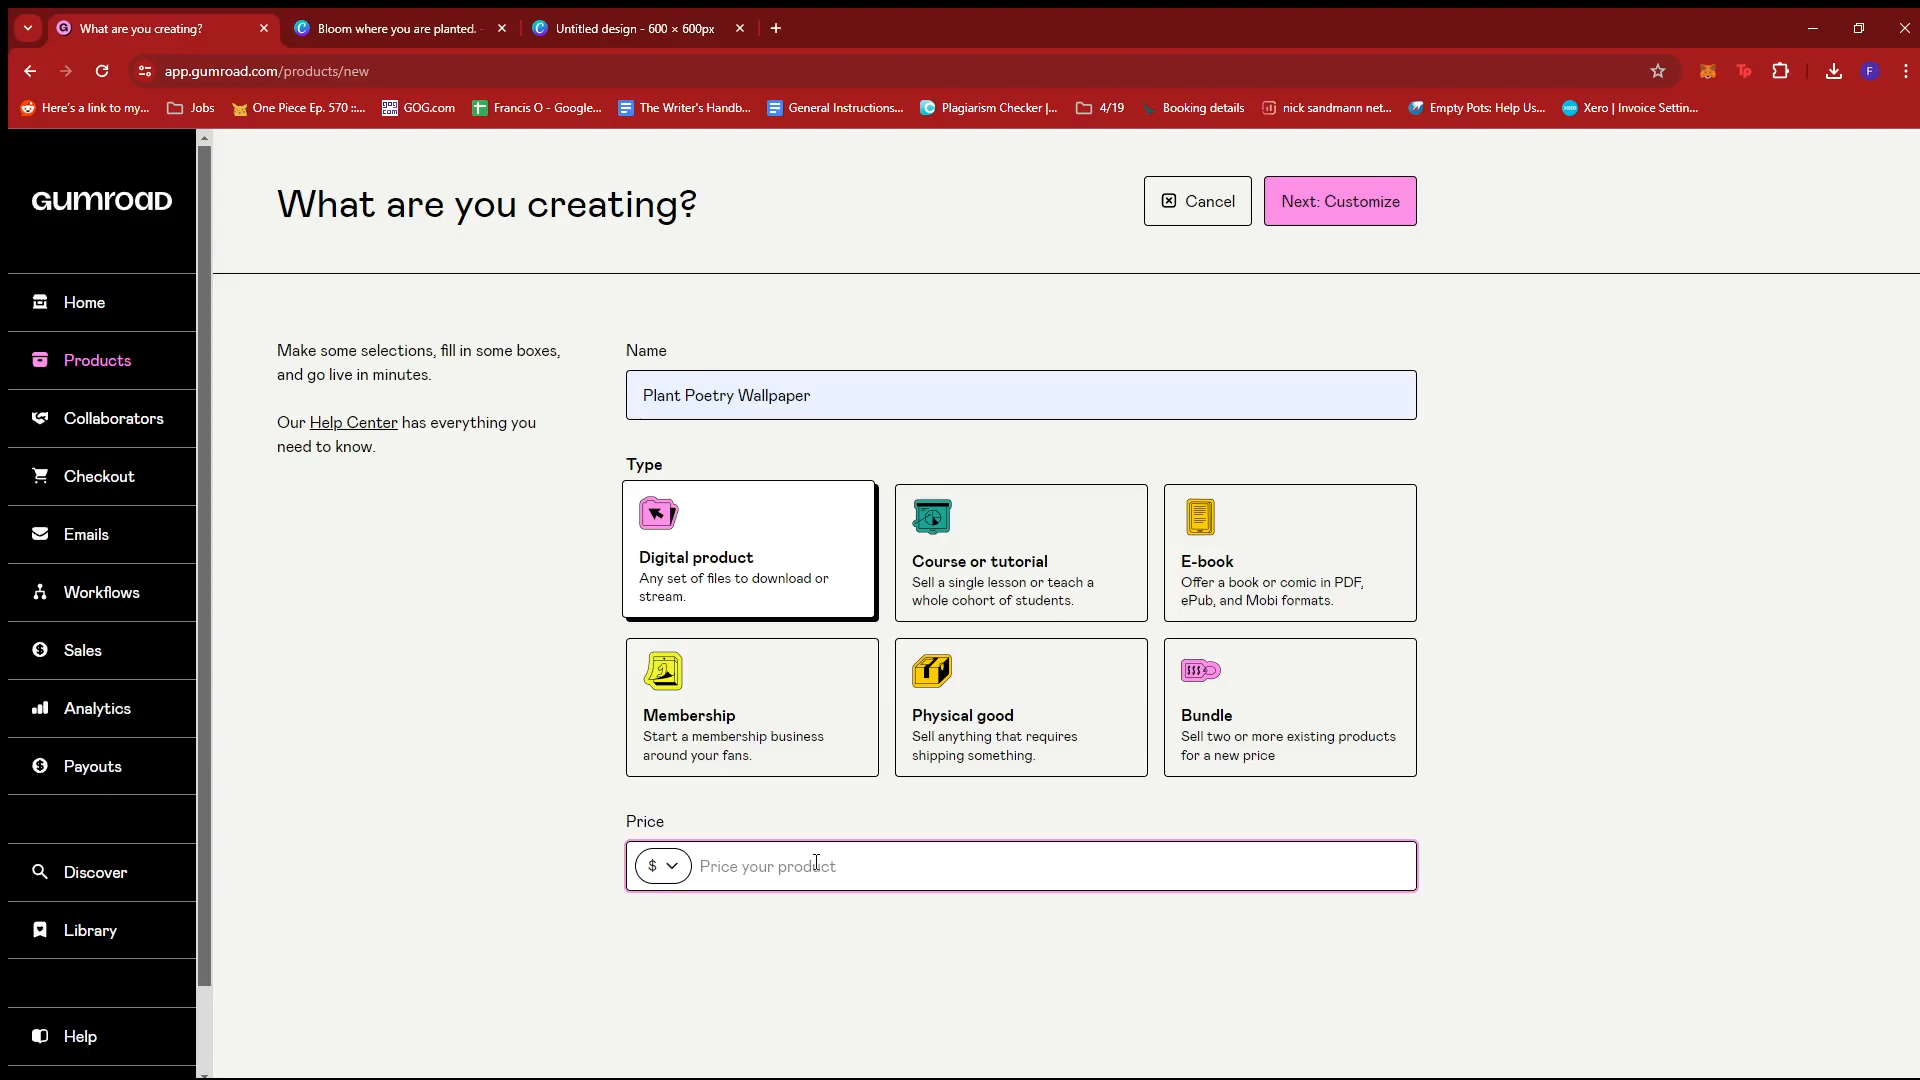 What are you creating?
Bloom where you are planted. -
Untitled design - 600 × 600px
app.gumroad.com/products/new
F
Here's a link to my...
Jobs
One Piece Ep. 570 ::...
GOG.com
Francis O - Google...
The Writer's Handb...
General Instructions...
Plagiarism Checker |...
4/19
Booking details
nick sandmann net...
Empty Pots: Help Us...
Xero | Invoice Settin...
GUMROAD
What are you creating?
Cancel
Next: Customize
Home
Products
Collaborators
Checkout
Emails
Workflows
Sales
Analytics
Payouts
Discover
Library
Help
Make some selections, fill in some boxes,
and go live in minutes.
Our Help Center has everything you
need to know.
Name
Plant Poetry Wallpaper
Type
Digital product
Any set of files to download or
stream.
Course or tutorial
Sell a single lesson or teach a
whole cohort of students.
E-book
Offer a book or comic in PDF,
ePub, and Mobi formats.
Membership
Start a membership business
around your fans.
Physical good
Sell anything that requires
shipping something.
Bundle
Sell two or more existing products
for a new price
Price
$
Price your product